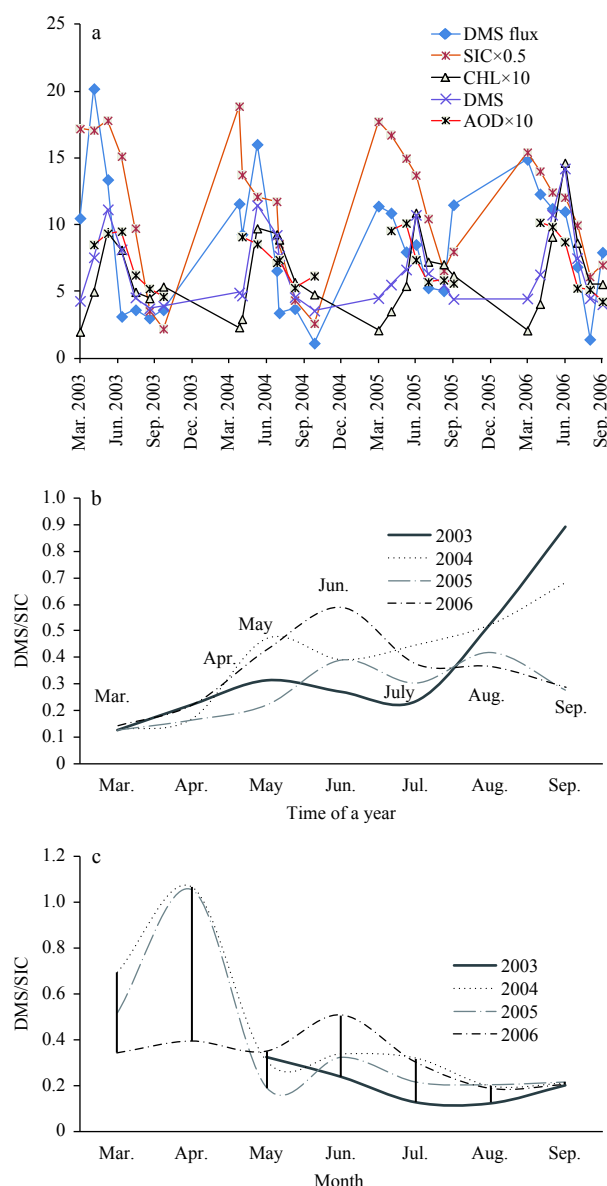 a
25
20
15
10
5
0
DMS flux
SIC×0.5
CHL×10
DMS
AOD×10
Mar. 2003
Jun. 2003
Sep. 2003
Dec. 2003
Mar. 2004
Jun. 2004
Sep. 2004
Dec. 2004
Mar. 2005
Jun. 2005
Sep. 2005
Dec. 2005
Mar. 2006
Jun. 2006
Sep. 2006
b
1.0
0.9
0.8
0.7
0.6
0.5
0.4
0.3
0.2
0.1
0
DMS/SIC
2003
2004
2005
2006
Mar.
Apr.
May
Jun.
July
Aug.
Sep.
Mar. Apr. May Jun. Jul. Aug. Sep.
Time of a year
c
1.2
1.0
0.8
0.6
0.4
0.2
0
DMS/SIC
2003
2004
2005
2006
Mar. Apr. May Jun. Jul. Aug. Sep.
Month